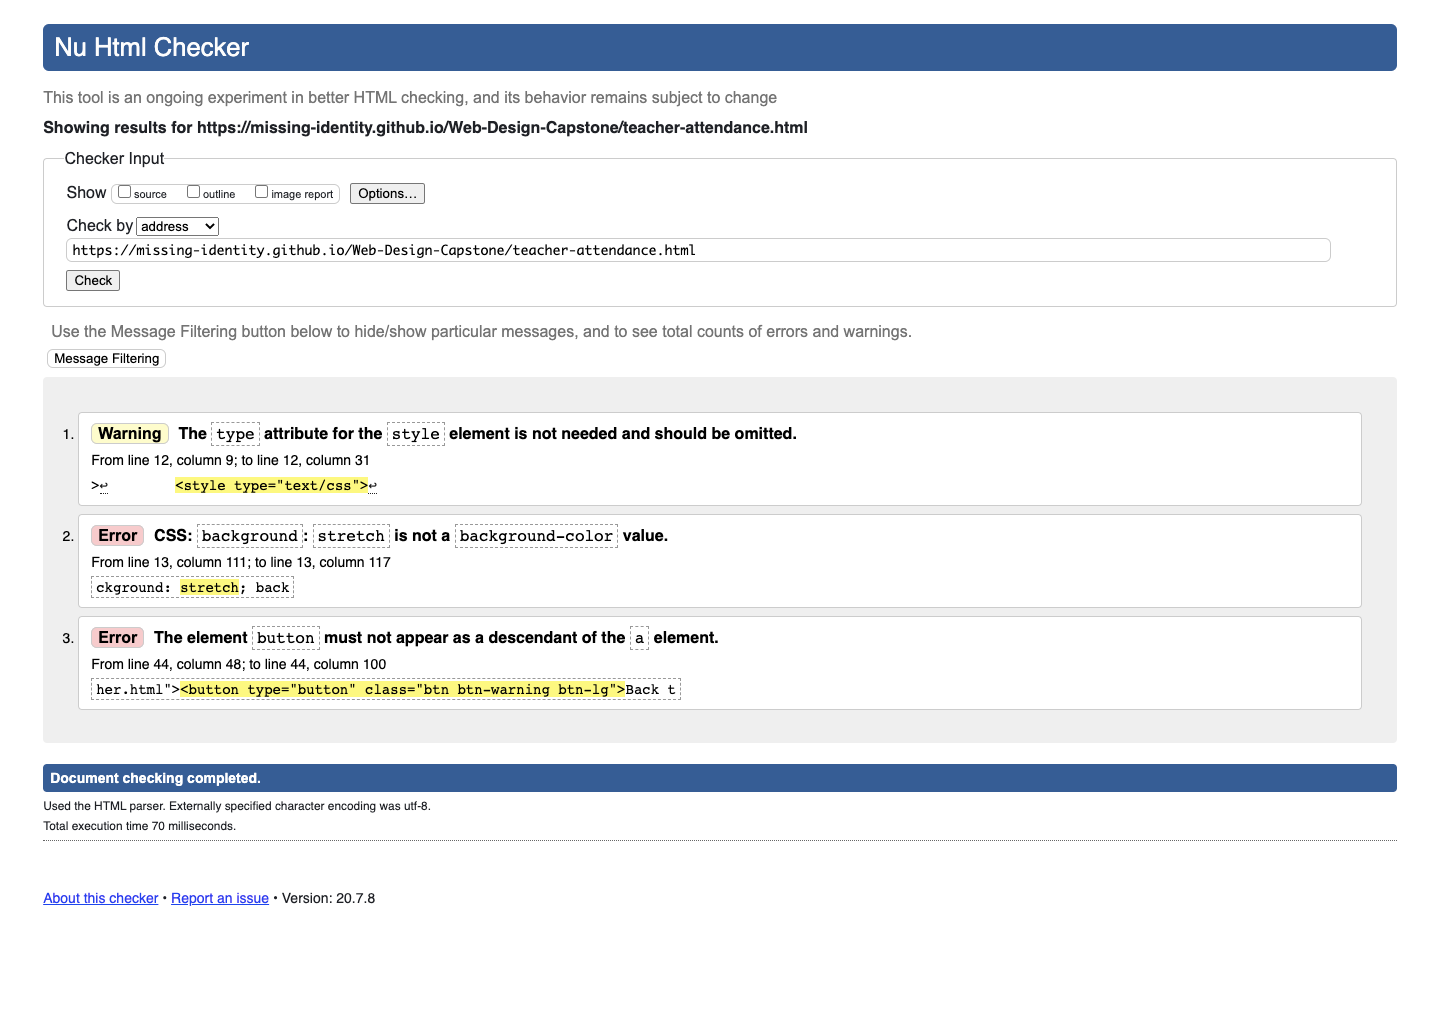 Nu Html Checker
This tool is an ongoing experiment in better HTML checking, and its behavior remains subject to change
Showing results for https://missing-identity.github.io/Web-Design-Capstone/teacher-attendance.html
Checker Input
Show source outline image report Options...
Check by address
https://missing-identity.github.io/Web-Design-Capstone/teacher-attendance.html
Check
Use the Message Filtering button below to hide/show particular messages, and to see total counts of errors and warnings.
Message Filtering
1. Warning The type attribute for the style element is not needed and should be omitted.
From line 12, column 9; to line 12, column 31
>↩ <style type="text/css">↩
2. Error CSS: background: stretch is not a background-color value.
From line 13, column 111; to line 13, column 117
ckground: stretch; back
3. Error The element button must not appear as a descendant of the a element.
From line 44, column 48; to line 44, column 100
her.html"><button type="button" class="btn btn-warning btn-lg">Back t
Document checking completed.
Used the HTML parser. Externally specified character encoding was utf-8.
Total execution time 70 milliseconds.
About this checker • Report an issue • Version: 20.7.8